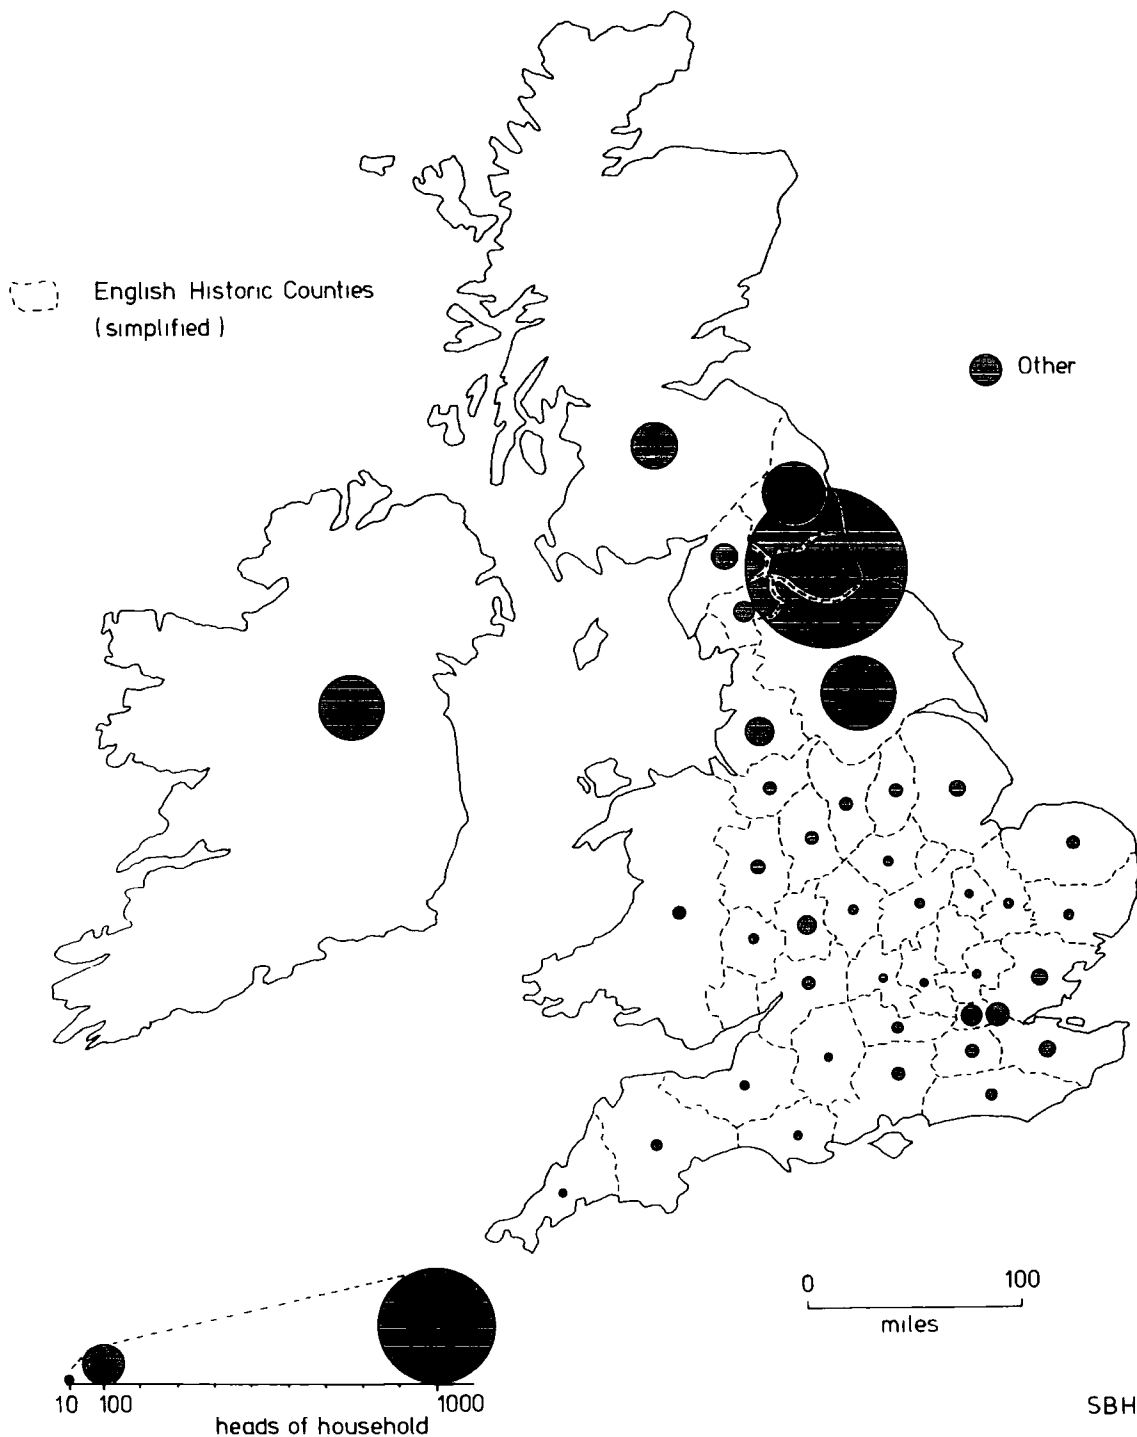 English Historic Counties
(simplified)
Other
0 100
miles
10 100 1000
heads of household
SBH